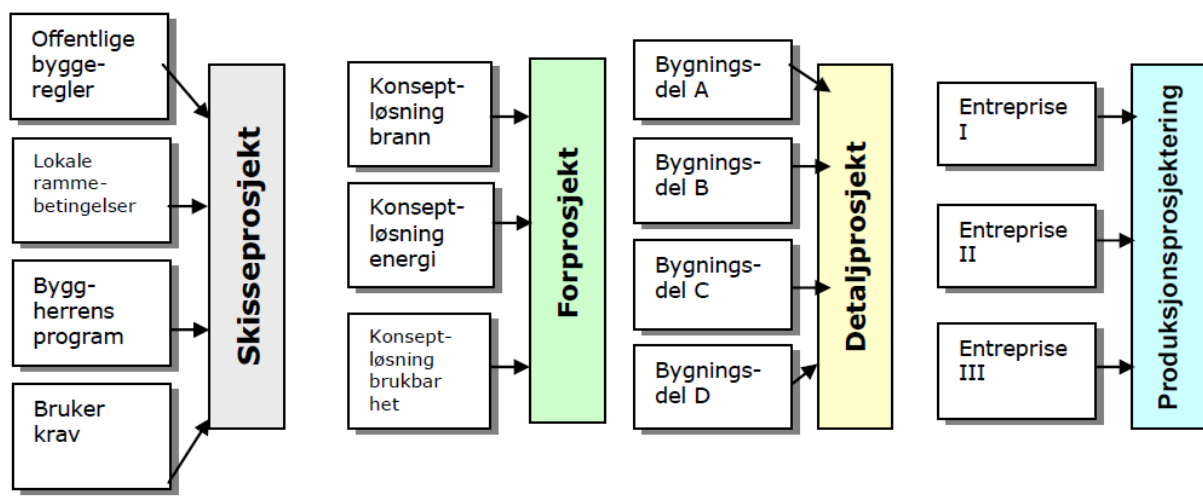 Offentlige
bygge-
regler
Lokale
ramme-
betingelser
Bygg-
herrens
program
Bruker
krav
Skisseprosjekt
Konsept-
løsning
brann
Konsept-
løsning
energi
Konsept-
løsning
brukbar
het
Forprosjekt
Bygnings-
del A
Bygnings-
del B
Bygnings-
del C
Bygnings-
del D
Detaljprosjekt
Entreprise
I
Entreprise
II
Entreprise
III
Produksjonsprosjektering